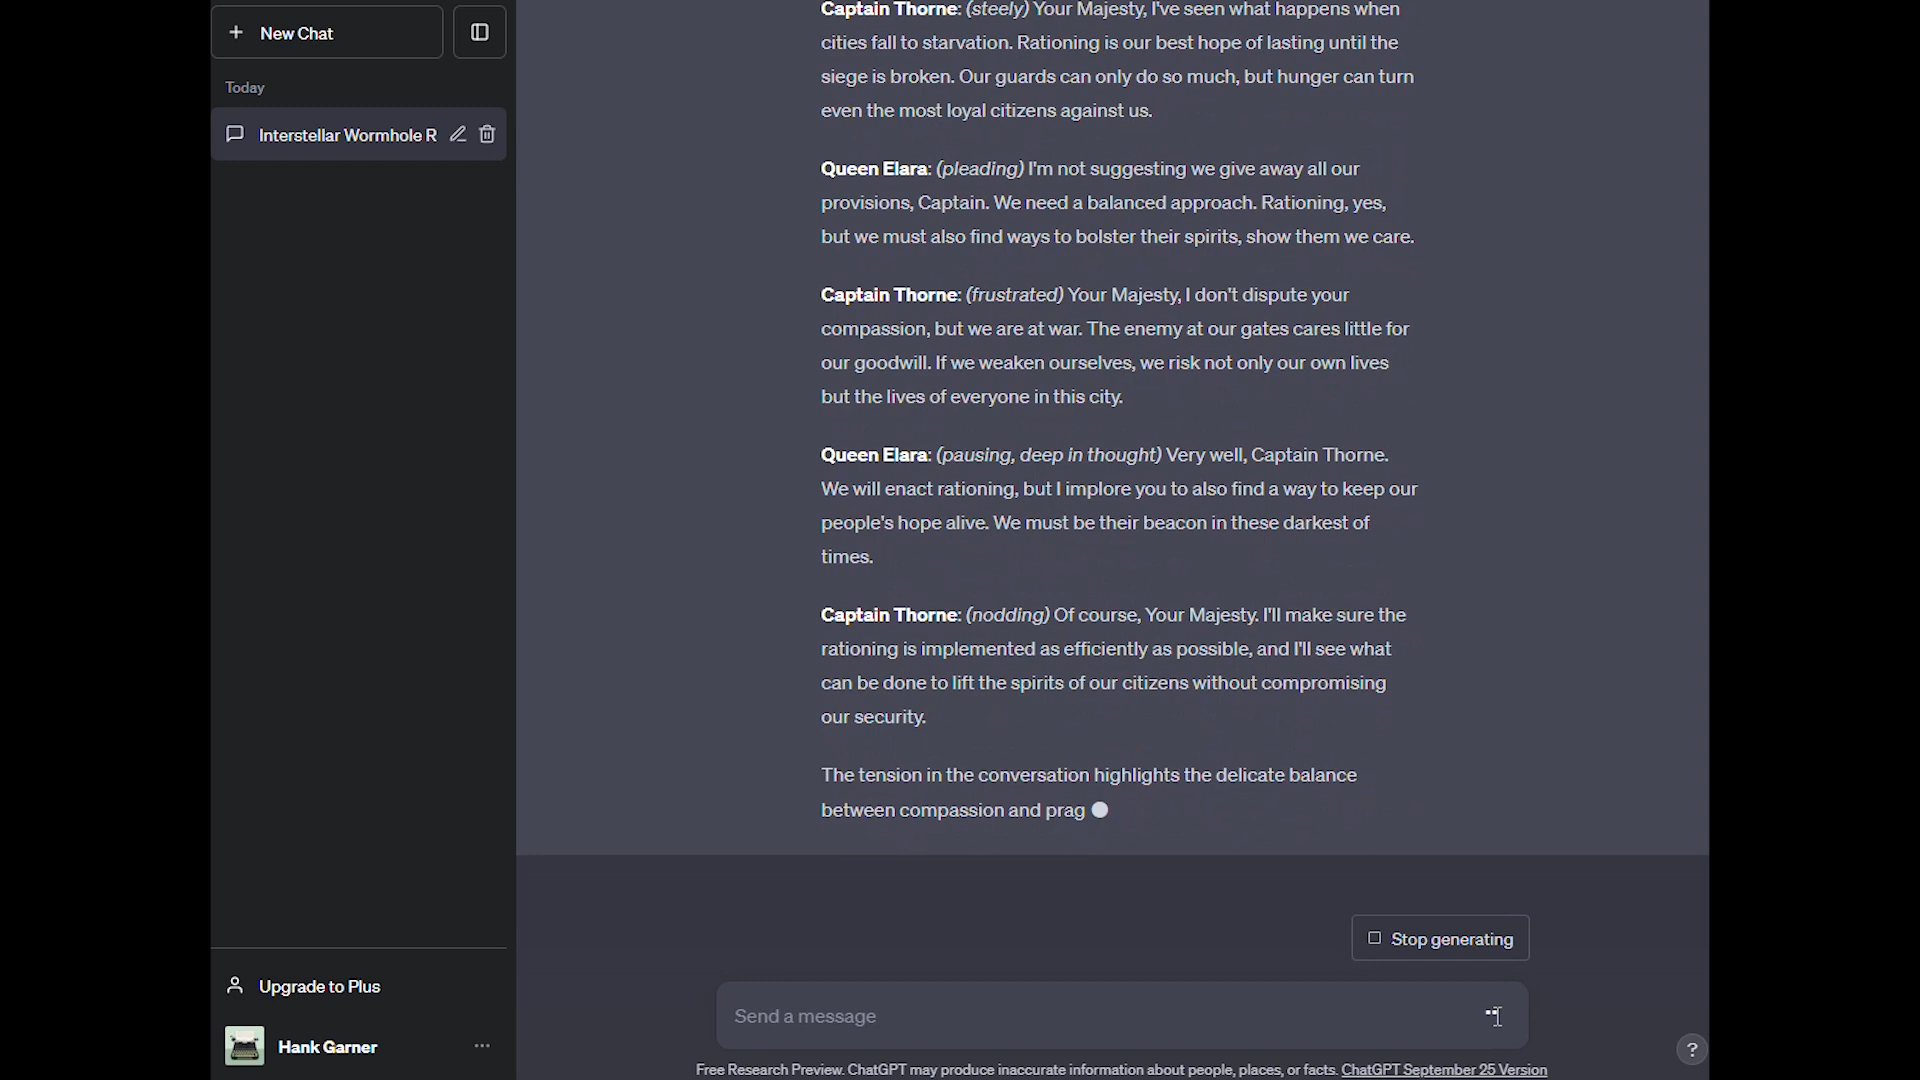 New Chat
Today
Interstellar Wormhole R
Captain Thorne: (steely) Your Majesty, I've seen what happens when
cities fall to starvation. Rationing is our best hope of lasting until the
siege is broken. Our guards can only do so much, but hunger can turn
even the most loyal citizens against us.
Queen Elara: (pleading) I'm not suggesting we give away all our
provisions, Captain. We need a balanced approach. Rationing, yes,
but we must also find ways to bolster their spirits, show them we care.
Captain Thorne: (frustrated) Your Majesty, I don't dispute your
compassion, but we are at war. The enemy at our gates cares little for
our goodwill. If we weaken ourselves, we risk not only our own lives
but the lives of everyone in this city.
Queen Elara: (pausing, deep in thought) Very well, Captain Thorne.
We will enact rationing, but I implore you to also find a way to keep our
people's hope alive. We must be their beacon in these darkest of
times.
Captain Thorne: (nodding) Of course, Your Majesty. I'll make sure the
rationing is implemented as efficiently as possible, and I'll see what
can be done to lift the spirits of our citizens without compromising
our security.
The tension in the conversation highlights the delicate balance
between compassion and prag
Stop generating
Upgrade to Plus
Hank Garner
Send a message
Free Research Preview. ChatGPT may produce inaccurate information about people, places, or facts. ChatGPT September 25 Version
?